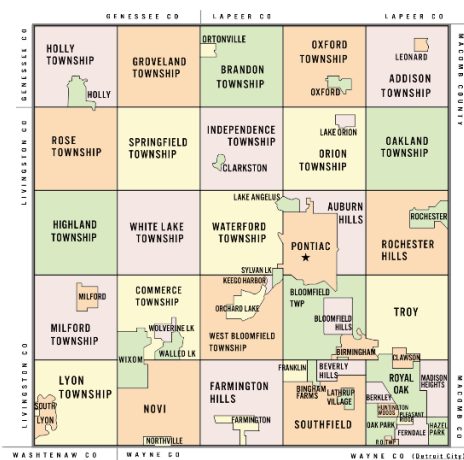 GENESSEE CO
LAPEER CO
LAPEER CO
GENESEE CO
MACOMB COUNTY
HOLLY
TOWNSHIP
HOLLY
GROVELAND
TOWNSHIP
ORTONVILLE
BRANDON
TOWNSHIP
OXFORD
TOWNSHIP
OXFORD
LEONARD
ADDISON
TOWNSHIP
LIVINGSTON CO
ROSE
TOWNSHIP
SPRINGFIELD
TOWNSHIP
INDEPENDENCE
TOWNSHIP
CLARKSTON
LAKE ORION
ORION
TOWNSHIP
OAKLAND
TOWNSHIP
HIGHLAND
TOWNSHIP
WHITE LAKE
TOWNSHIP
LAKE ANGELUS
WATERFORD
TOWNSHIP
SYLVAN LK
AUBURN
HILLS
PONTIAC
ROCHESTER
ROCHESTER
HILLS
MILFORD
MILFORD
TOWNSHIP
COMMERCE
TOWNSHIP
WOLVERINE LK
WALLED LK
WIXOM
KEEGO HARBOR
ORCHARD LAKE
WEST BLOOMFIELD
TOWNSHIP
BLOOMFIELD
TWP
BLOOMFIELD
HILLS
BIRMINGHAM
TROY
CLAWSON
LIVINGSTON CO
LYON
TOWNSHIP
SOUTH
LYON
NOVI
NORTHVILLE
FARMINGTON
HILLS
FARMINGTON
FRANKLIN
BINGHAM
FARMS
BEVERLY
HILLS
LATHRUP
VILLAGE
SOUTHFIELD
ROYAL
OAK
MADISON
HEIGHTS
BERKLEY
HUNTINGTON
WOODS
PLEASANT
RIDGE
OAK PARK
FERNDALE
HAZEL
PARK
MACOMB CO
WASHTENAW CO
WAYNE CO
WAYNE CO (Detroit City)